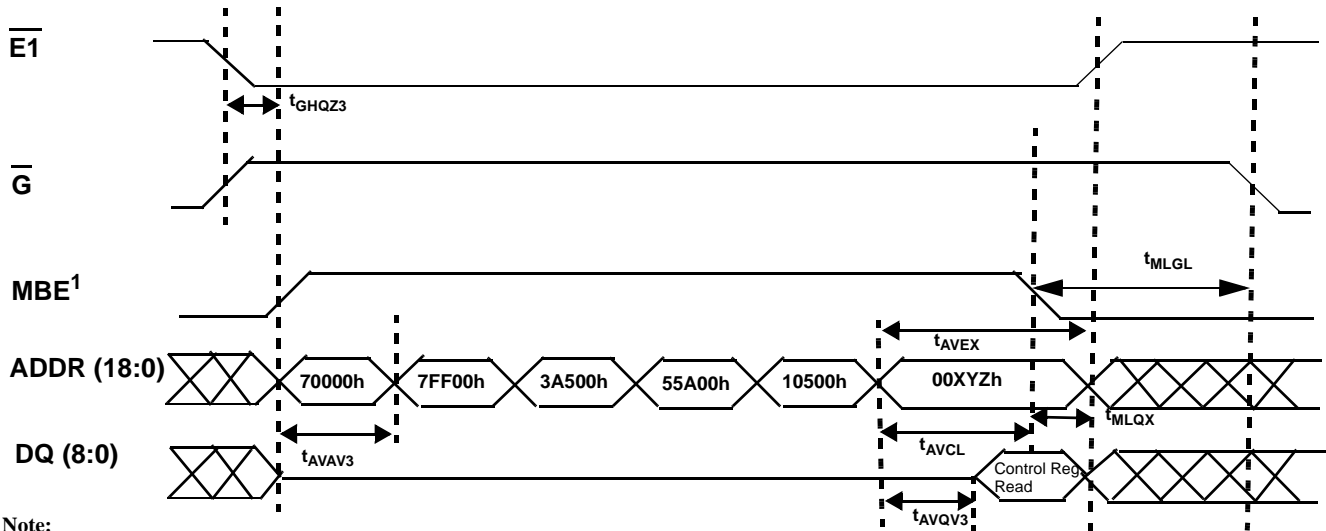 E1
tGHQZ3
G
tMLGL
MBE1
tAVEX
ADDR (18:0)
70000h 7FF00h 3A500h 55A00h 10500h 00XYZh
tMLQX
tAVAV3
tAVCL
DQ (8:0)
Control Reg
Read
tAVQV3
Note: